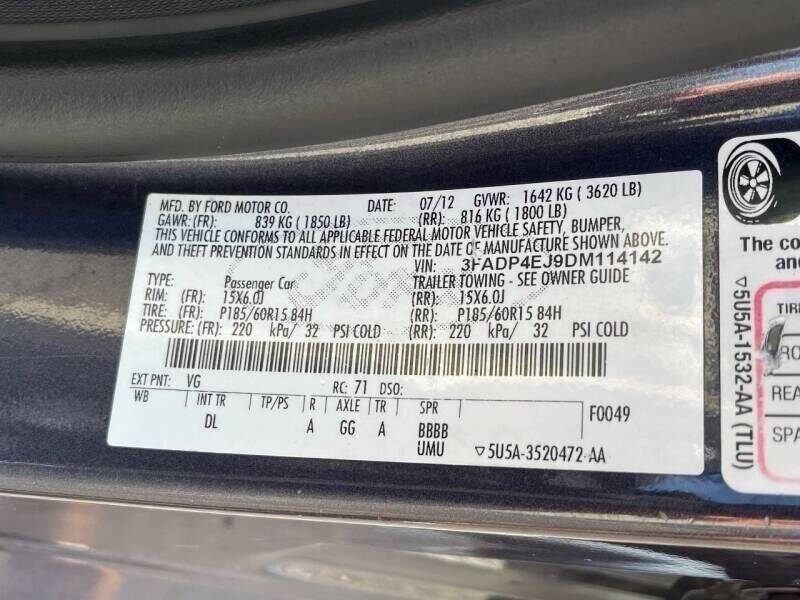 MFD. BY FORD MOTOR CO. DATE: 07/12 GVWR: 1642 KG ( 3620 LB)
GAWR: (FR): 839 KG ( 1850 LB) (RR): 816 KG ( 1800 LB)
THIS VEHICLE CONFORMS TO ALL APPLICABLE FEDERAL MOTOR VEHICLE SAFETY, BUMPER,
AND THEFT PREVENTION STANDARDS IN EFFECT ON THE DATE OF MANUFACTURE SHOWN ABOVE.
VIN: 3FADP4EJ9DM114142
TYPE: Passenger Car TRAILER TOWING - SEE OWNER GUIDE
RIM: (FR): 15X6.0J (RR): 15X6.0J
TIRE: (FR): P185/60R15 84H (RR): P185/60R15 84H
PRESSURE: (FR): 220 kPa/ 32 PSI COLD (RR): 220 kPa/ 32 PSI COLD
EXT PNT: VG RC: 71 DSO:
WB INT TR TP/PS R AXLE TR SPR F0049
DL A GG A BBBB
UMU ▽5U5A-3520472-AA
The co
an
TIRE
REA
SPA
▽5U5A-1532-AA (TLU)